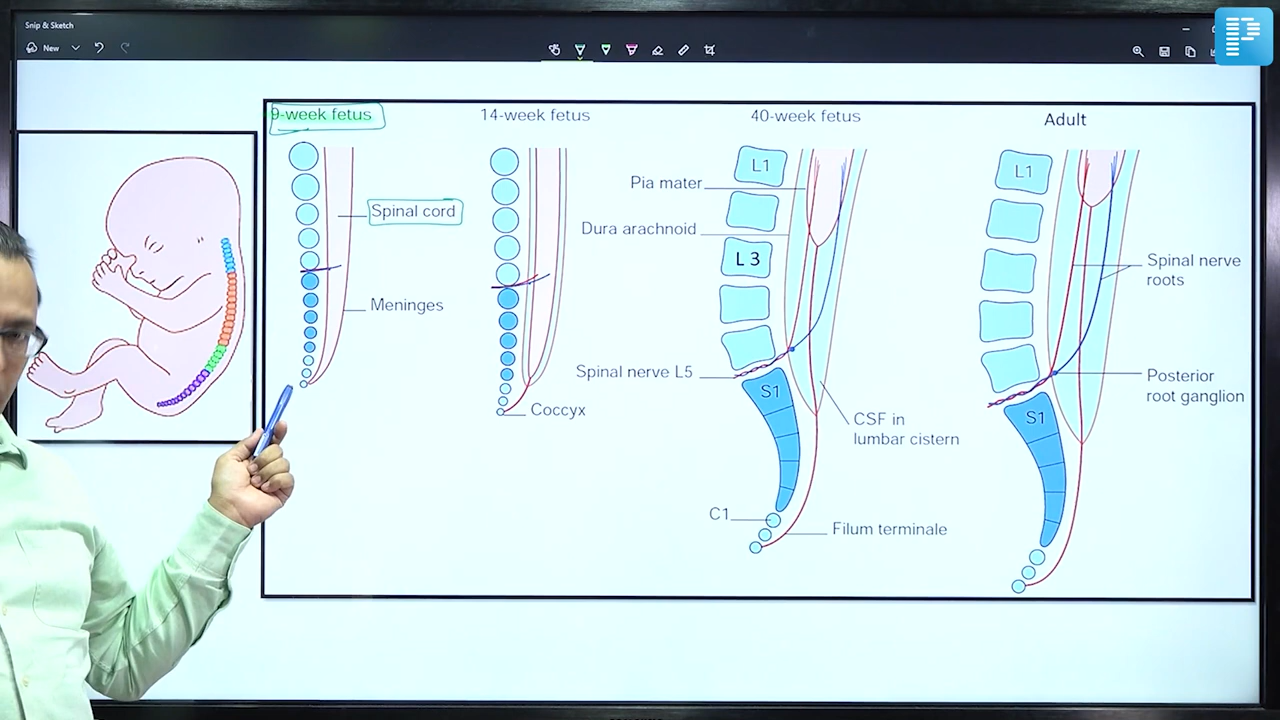 Snip & Sketch
New
9-week fetus
14-week fetus
40-week fetus
Adult
Spinal cord
Meninges
Coccyx
Pia mater
Dura arachnoid
L1
L 3
Spinal nerve L5
S1
CSF in
lumbar cistern
C1
Filum terminale
L1
Spinal nerve
roots
Posterior
root ganglion
S1
P